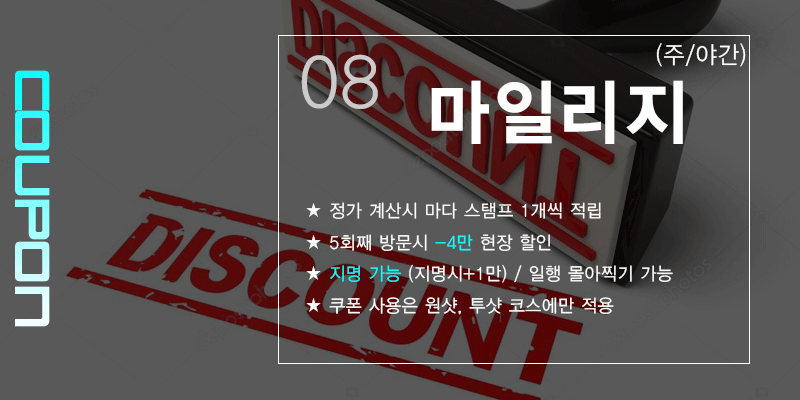 COUPON
DISCOUNT
(주/야간)
08
마일리지
★ 정가 계산시 마다 스탬프 1개씩 적립
★ 5회째 방문시 -4만 현장 할인
★ 지명 가능 (지명시+1만) / 일행 몰아찍기 가능
★ 쿠폰 사용은 원샷, 투샷 코스에만 적용
DISCOUNT